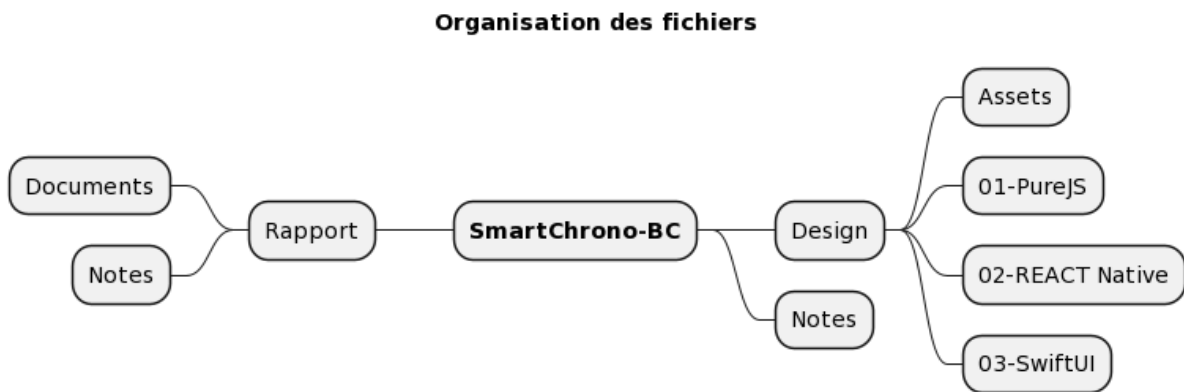 Organisation des fichiers
Assets
Documents
01-PureJS
Rapport
SmartChrono-BC
Design
Notes
02-REACT Native
Notes
03-SwiftUI